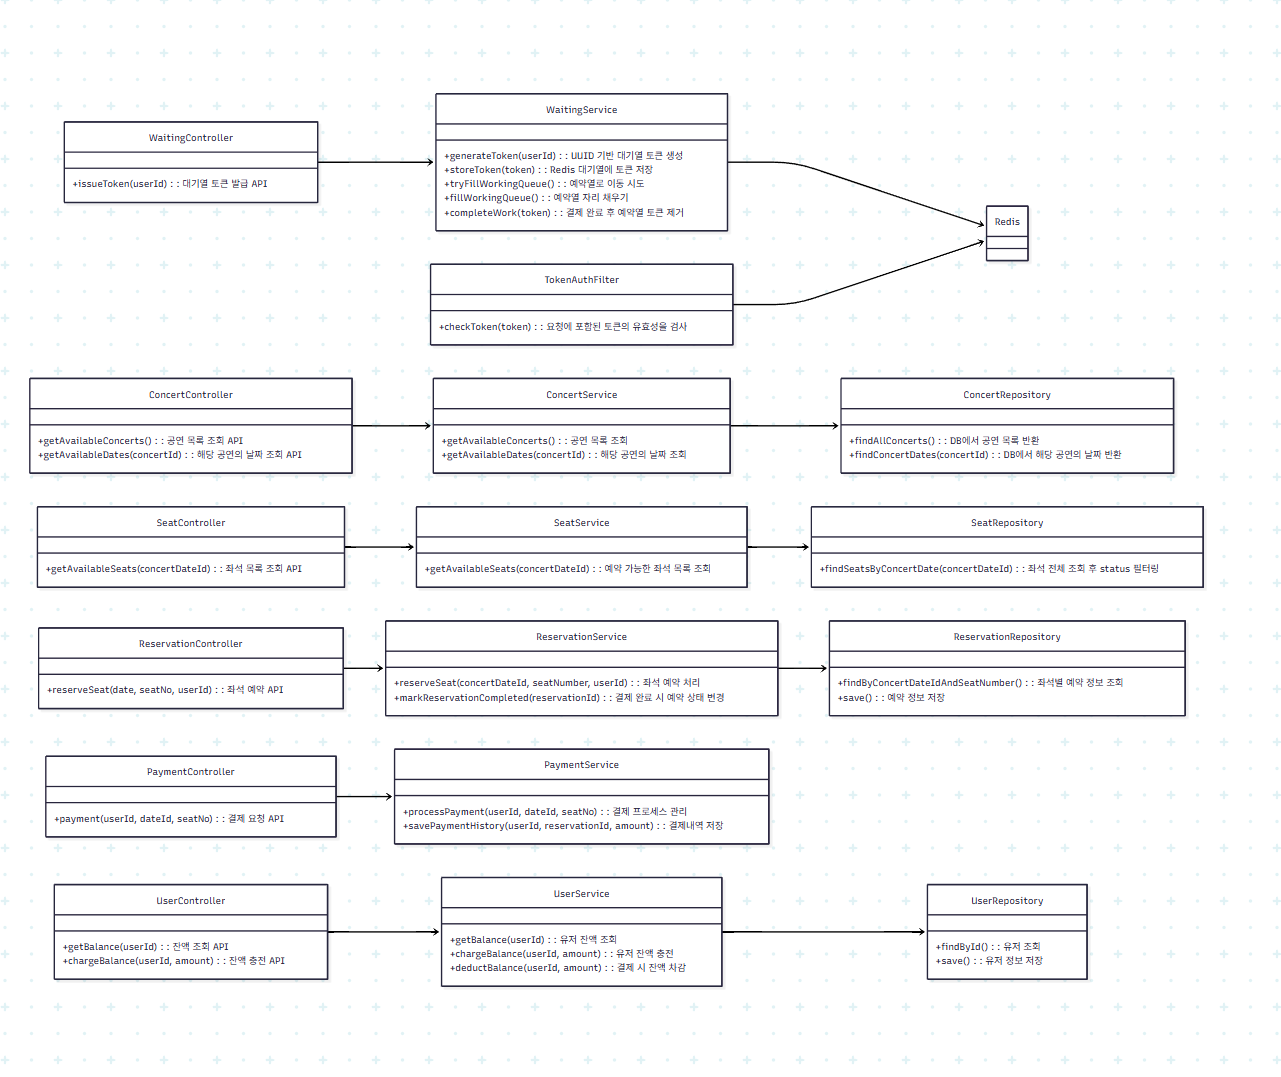 WaitingController
+issueToken(userId) : : 대기열 토큰 발급 API
WaitingService
+generateToken(userId) : : UUID 기반 대기열 토큰 생성
+storeToken(token) : : Redis 대기열에 토큰 저장
+tryFillWorkingQueue() : : 예약열로 이동 시도
+fillWorkingQueue() : : 예약열 자리 채우기
+completeWork(token) : : 결제 완료 후 예약열 토큰 제거
Redis
TokenAuthFilter
+checkToken(token) : : 요청에 포함된 토큰의 유효성을 검사
ConcertController
+getAvailableConcerts() : : 공연 목록 조회 API
+getAvailableDates(concertId) : : 해당 공연의 날짜 조회 API
ConcertService
+getAvailableConcerts() : : 공연 목록 조회
+getAvailableDates(concertId) : : 해당 공연의 날짜 조회
ConcertRepository
+findAllConcerts() : : DB에서 공연 목록 반환
+findConcertDates(concertId) : : DB에서 해당 공연의 날짜 반환
SeatController
+getAvailableSeats(concertDateId) : : 좌석 목록 조회 API
SeatService
+getAvailableSeats(concertDateId) : : 예약 가능한 좌석 목록 조회
SeatRepository
+findSeatsByConcertDate(concertDateId) : : 좌석 전체 조회 후 status 필터링
ReservationController
+reserveSeat(date, seatNo, userId) : : 좌석 예약 API
ReservationService
+reserveSeat(concertDateId, seatNumber, userId) : : 좌석 예약 처리
+markReservationCompleted(reservationId) : : 결제 완료 시 예약 상태 변경
ReservationRepository
+findByConcertDateIdAndSeatNumber() : : 좌석별 예약 정보 조회
+save() : : 예약 정보 저장
PaymentController
+payment(userId, dateId, seatNo) : : 결제 요청 API
PaymentService
+processPayment(userId, dateId, seatNo) : : 결제 프로세스 관리
+savePaymentHistory(userId, reservationId, amount) : : 결제내역 저장
UserController
+getBalance(userId) : : 잔액 조회 API
+chargeBalance(userId, amount) : : 잔액 충전 API
UserService
+getBalance(userId) : : 유저 잔액 조회
+chargeBalance(userId, amount) : : 유저 잔액 충전
+deductBalance(userId, amount) : : 결제 시 잔액 차감
UserRepository
+findById() : : 유저 조회
+save() : : 유저 정보 저장